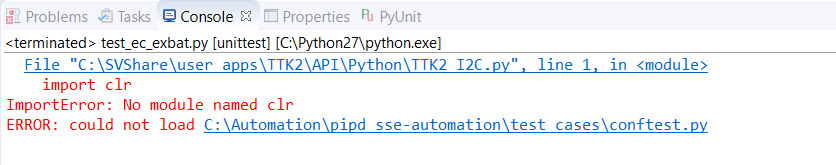 Problems Tasks Console Properties PyUnit
<terminated> test_ec_exbat.py [unittest] [C:\Python27\python.exe]
File "C:\SVShare\user apps\TTK2\API\Python\TTK2 I2C.py", line 1, in <module>
import clr
ImportError: No module named clr
ERROR: could not load C:\Automation\pipd sse-automation\test cases\conftest.py